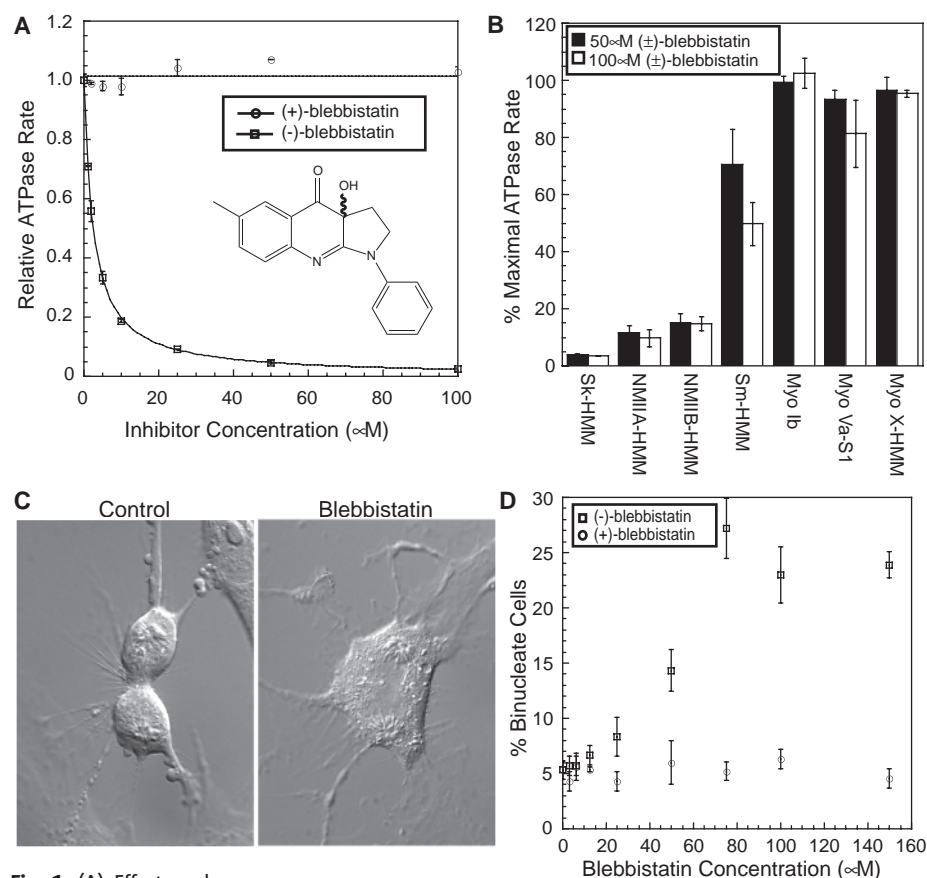 A
1.2
1.0
0.8
0.6
0.4
0.2
0
Relative ATPase Rate
(+)-blebbistatin
(-)-blebbistatin
O
OH
N
N
0 20 40 60 80 100
Inhibitor Concentration (∝M)
B
120
100
80
60
40
20
0
% Maximal ATPase Rate
50∝M (±)-blebbistatin
100∝M (±)-blebbistatin
Sk-HMM
NMIIA-HMM
NMIIB-HMM
Sm-HMM
Myo Ib
Myo Va-S1
Myo X-HMM
C
Control
Blebbistatin
D
30
25
20
15
10
5
0
% Binucleate Cells
(-)-blebbistatin
(+)-blebbistatin
0 20 40 60 80 100 120 140 160
Blebbistatin Concentration (∝M)